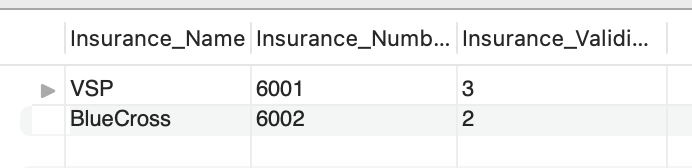 Insurance_Name Insurance_Numb... Insurance_Validi...
VSP 6001 3
BlueCross 6002 2